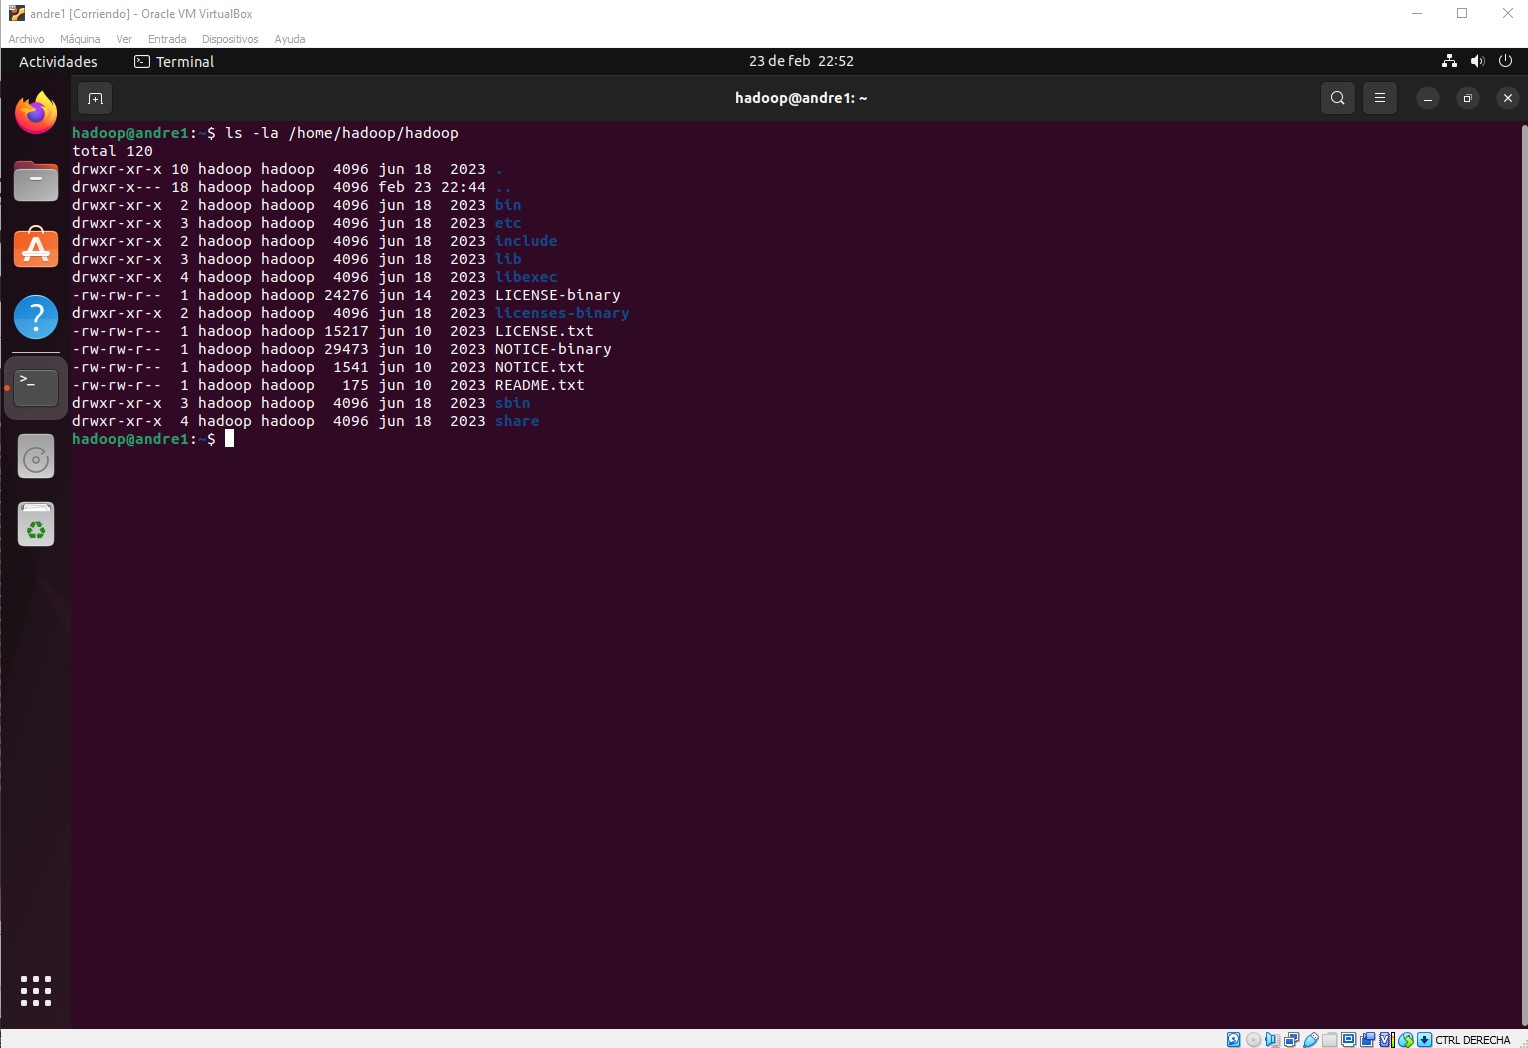 andre1 [Corriendo] - Oracle VM VirtualBox
Archivo Máquina Ver Entrada Dispositivos Ayuda
Actividades Terminal 23 de feb 22:52
hadoop@andre1: ~
hadoop@andre1:~$ ls -la /home/hadoop/hadoop
total 120
drwxr-xr-x 10 hadoop hadoop  4096 jun 18  2023 .
drwxr-x--- 18 hadoop hadoop  4096 feb 23 22:44 ..
drwxr-xr-x  2 hadoop hadoop  4096 jun 18  2023 bin
drwxr-xr-x  3 hadoop hadoop  4096 jun 18  2023 etc
drwxr-xr-x  2 hadoop hadoop  4096 jun 18  2023 include
drwxr-xr-x  3 hadoop hadoop  4096 jun 18  2023 lib
drwxr-xr-x  4 hadoop hadoop  4096 jun 18  2023 libexec
-rw-rw-r--  1 hadoop hadoop 24276 jun 14  2023 LICENSE-binary
drwxr-xr-x  2 hadoop hadoop  4096 jun 18  2023 licenses-binary
-rw-rw-r--  1 hadoop hadoop 15217 jun 10  2023 LICENSE.txt
-rw-rw-r--  1 hadoop hadoop 29473 jun 10  2023 NOTICE-binary
-rw-rw-r--  1 hadoop hadoop  1541 jun 10  2023 NOTICE.txt
-rw-rw-r--  1 hadoop hadoop   175 jun 10  2023 README.txt
drwxr-xr-x  3 hadoop hadoop  4096 jun 18  2023 sbin
drwxr-xr-x  4 hadoop hadoop  4096 jun 18  2023 share
hadoop@andre1:~$
CTRL DERECHA